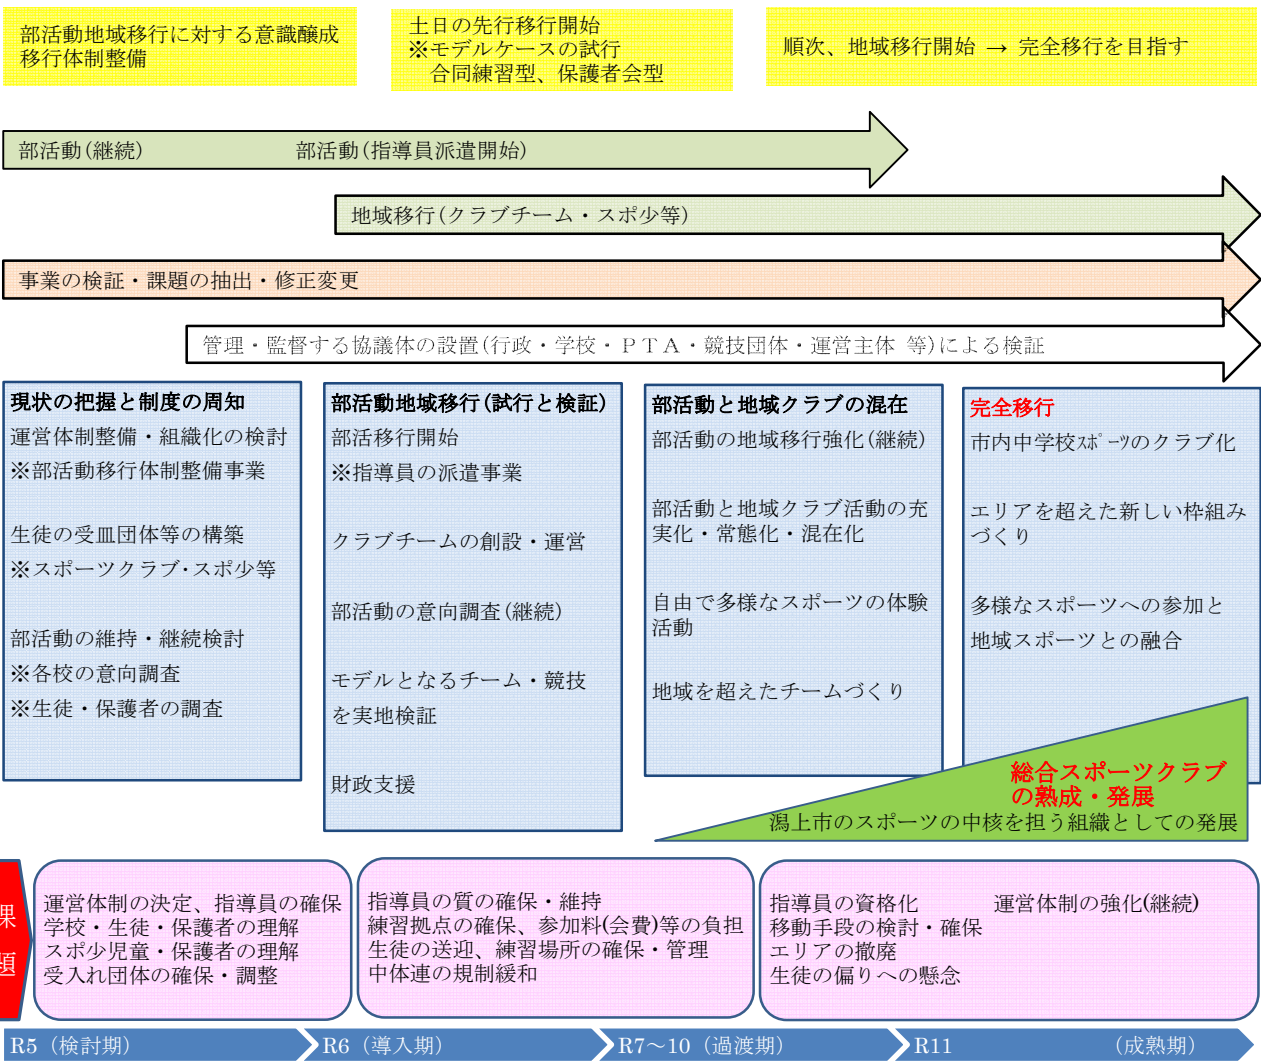 部活動地域移行に対する意識醸成
移行体制整備
土日の先行移行開始
※モデルケースの試行
合同練習型、保護者会型
順次、地域移行開始 → 完全移行を目指す
部活動(継続)
部活動(指導員派遣開始)
地域移行(クラブチーム・スポ少等)
事業の検証・課題の抽出・修正変更
管理・監督する協議体の設置(行政・学校・PTA・競技団体・運営主体 等)による検証
現状の把握と制度の周知
運営体制整備・組織化の検討
※部活動移行体制整備事業
生徒の受皿団体等の構築
※スポーツクラブ・スポ少等
部活動の維持・継続検討
※各校の意向調査
※生徒・保護者の調査
部活動地域移行(試行と検証)
部活移行開始
※指導員の派遣事業
クラブチームの創設・運営
部活動の意向調査(継続)
モデルとなるチーム・競技
を実地検証
財政支援
部活動と地域クラブの混在
部活動の地域移行強化(継続)
部活動と地域クラブ活動の充
実化・常態化・混在化
自由で多様なスポーツの体験
活動
地域を超えたチームづくり
完全移行
市内中学校ｽﾎﾟｰﾂのクラブ化
エリアを超えた新しい枠組み
づくり
多様なスポーツへの参加と
地域スポーツとの融合
総合スポーツクラブ
の熟成・発展
潟上市のスポーツの中核を担う組織としての発展
課
題
運営体制の決定、指導員の確保
学校・生徒・保護者の理解
スポ少児童・保護者の理解
受入れ団体の確保・調整
指導員の質の確保・維持
練習拠点の確保、参加料(会費)等の負担
生徒の送迎、練習場所の確保・管理
中体連の規制緩和
指導員の資格化 運営体制の強化(継続)
移動手段の検討・確保
エリアの撤廃
生徒の偏りへの懸念
R5（検討期）
R6（導入期）
R7～10（過渡期）
R11 （成熟期）